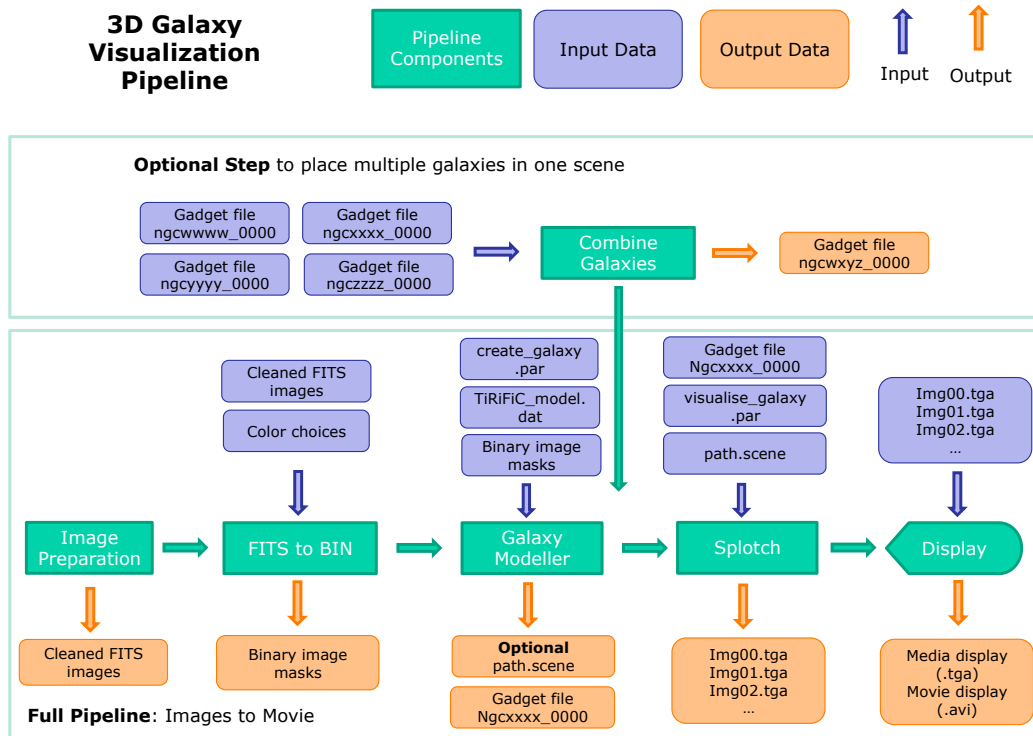 3D Galaxy
Visualization
Pipeline
Pipeline
Components
Input Data
Output Data
Input
Output
Optional Step to place multiple galaxies in one scene
Gadget file
ngcwwww_0000
Gadget file
ngcxxxx_0000
Gadget file
ngcyyyy_0000
Gadget file
ngczzzz_0000
Combine
Galaxies
Gadget file
ngcwxyz_0000
Cleaned FITS
images
Color choices
create_galaxy
.par
TiRiFiC_model.
dat
Binary image
masks
Gadget file
Ngcxxxx_0000
visualise_galaxy
.par
path.scene
Img00.tga
Img01.tga
Img02.tga
…
Image
Preparation
FITS to BIN
Galaxy
Modeller
Splotch
Display
Cleaned FITS
images
Binary image
masks
Optional
path.scene
Gadget file
Ngcxxxx_0000
Img00.tga
Img01.tga
Img02.tga
…
Media display
(.tga)
Movie display
(.avi)
Full Pipeline: Images to Movie